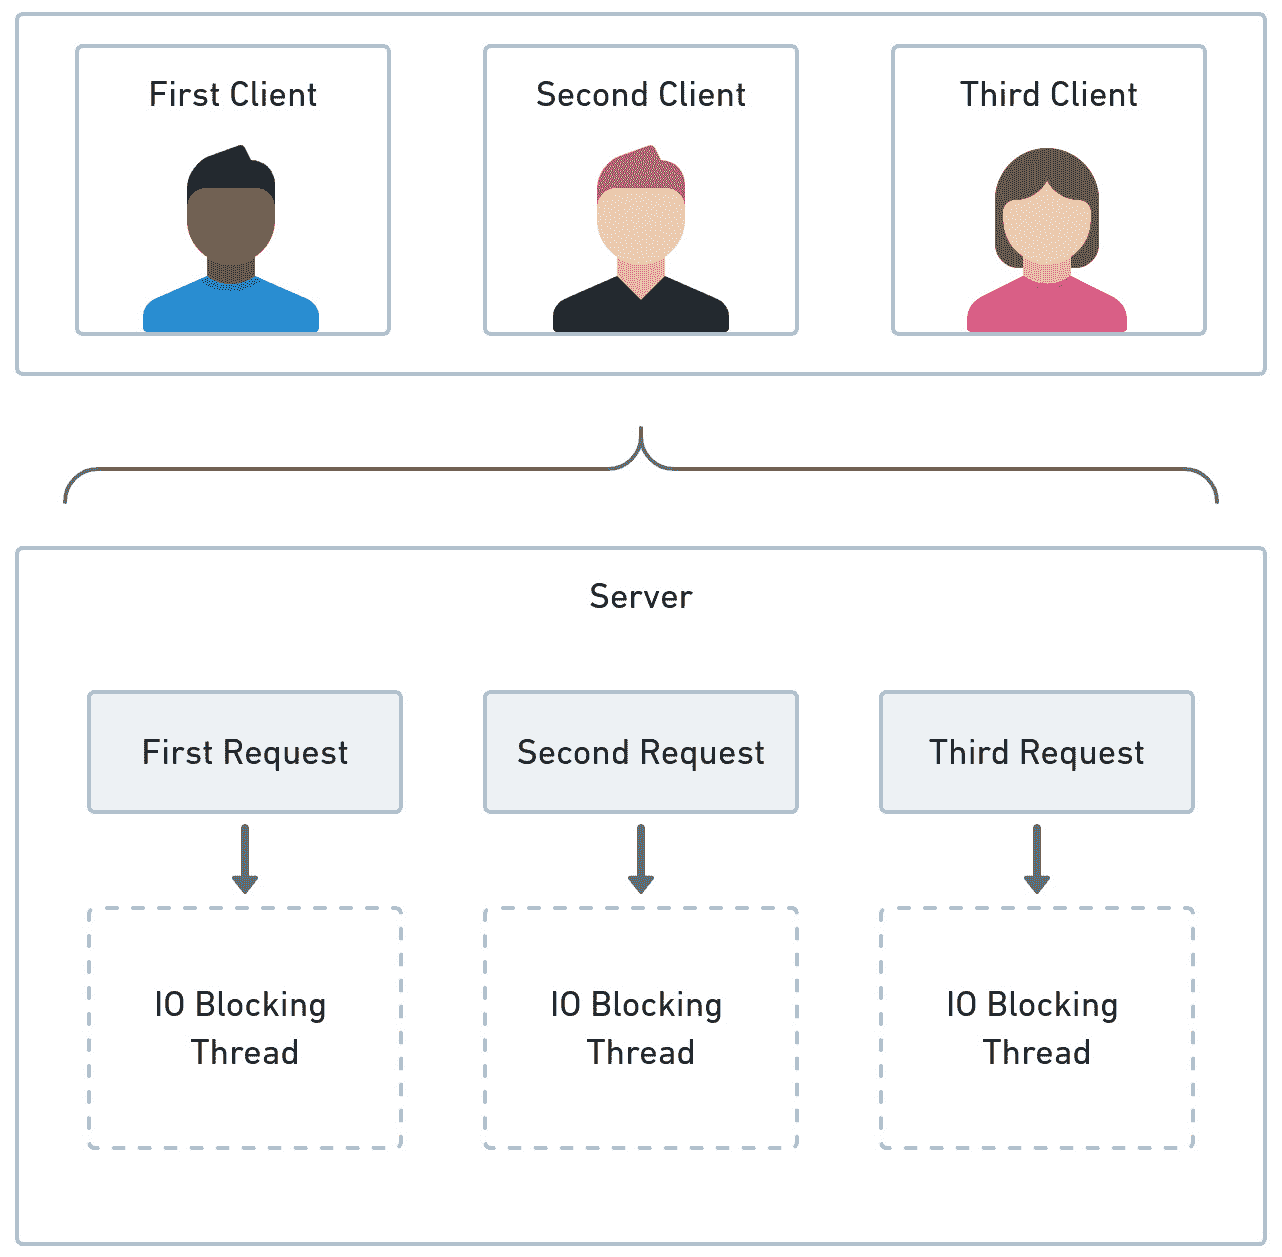 First Client
Second Client
Third Client
Server
First Request
Second Request
Third Request
IO Blocking
Thread
IO Blocking
Thread
IO Blocking
Thread